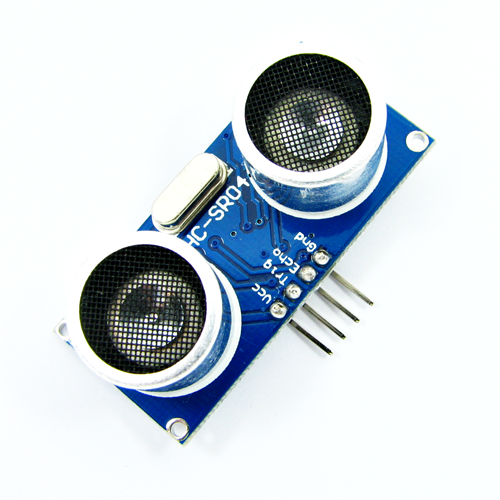 HC-SR04
Vcc
Trig
Echo
Gnd